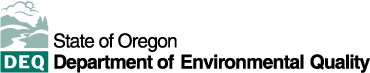 DEQ
State of Oregon
Department of Environmental Quality